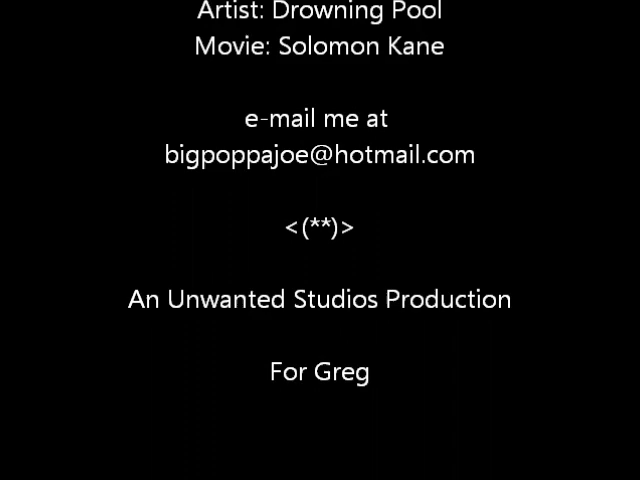 Artist: Drowning Pool
Movie: Solomon Kane
e-mail me at
bigpoppajoe@hotmail.com
<(**)>
An Unwanted Studios Production
For Greg